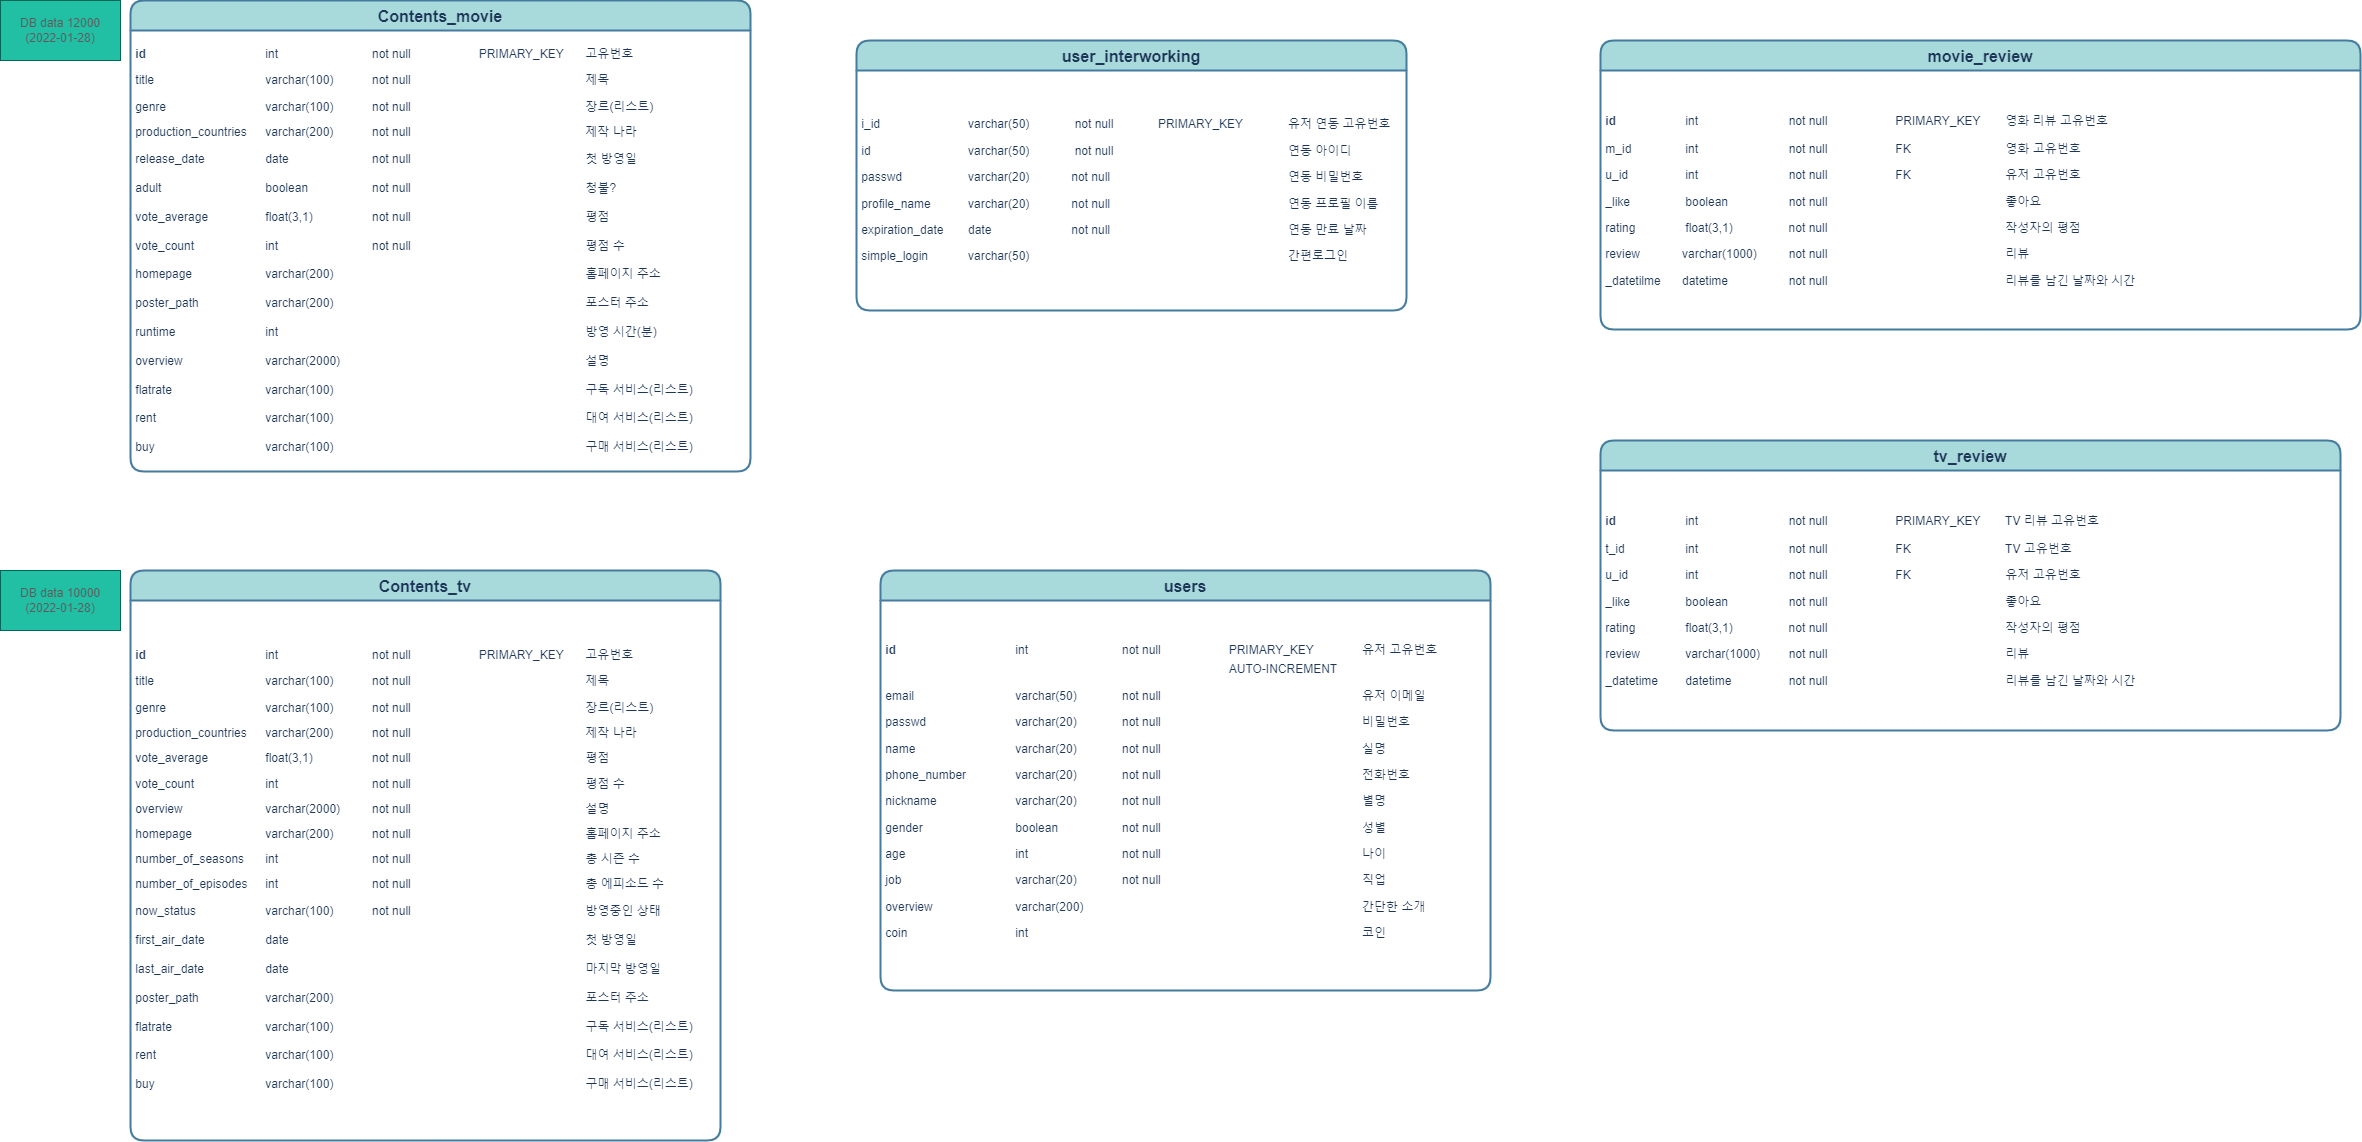 DB data 12000
(2022-01-28)
Contents_movie
id int not null PRIMARY_KEY 고유번호
title varchar(100) not null 제목
genre varchar(100) not null 장르(리스트)
production_countries varchar(200) not null 제작 나라
release_date date not null 첫 방영일
adult boolean not null 청불?
vote_average float(3,1) not null 평점
vote_count int not null 평점 수
homepage varchar(200) 홈페이지 주소
poster_path varchar(200) 포스터 주소
runtime int 방영 시간(분)
overview varchar(2000) 설명
flatrate varchar(100) 구독 서비스(리스트)
rent varchar(100) 대여 서비스(리스트)
buy varchar(100) 구매 서비스(리스트)
user_interworking
i_id varchar(50) not null PRIMARY_KEY 유저 연동 고유번호
id varchar(50) not null 연동 아이디
passwd varchar(20) not null 연동 비밀번호
profile_name varchar(20) not null 연동 프로필 이름
expiration_date date not null 연동 만료 날짜
simple_login varchar(50) 간편로그인
movie_review
id int not null PRIMARY_KEY 영화 리뷰 고유번호
m_id int not null FK 영화 고유번호
u_id int not null FK 유저 고유번호
_like boolean not null 좋아요
rating float(3,1) not null 작성자의 평점
review varchar(1000) not null 리뷰
_datetilme datetime not null 리뷰를 남긴 날짜와 시간
DB data 10000
(2022-01-28)
Contents_tv
id int not null PRIMARY_KEY 고유번호
title varchar(100) not null 제목
genre varchar(100) not null 장르(리스트)
production_countries varchar(200) not null 제작 나라
vote_average float(3,1) not null 평점
vote_count int not null 평점 수
overview varchar(2000) not null 설명
homepage varchar(200) not null 홈페이지 주소
number_of_seasons int not null 총 시즌 수
number_of_episodes int not null 총 에피소드 수
now_status varchar(100) not null 방영중인 상태
first_air_date date 첫 방영일
last_air_date date 마지막 방영일
poster_path varchar(200) 포스터 주소
flatrate varchar(100) 구독 서비스(리스트)
rent varchar(100) 대여 서비스(리스트)
buy varchar(100) 구매 서비스(리스트)
users
id int not null PRIMARY_KEY 유저 고유번호
AUTO-INCREMENT
email varchar(50) not null 유저 이메일
passwd varchar(20) not null 비밀번호
name varchar(20) not null 실명
phone_number varchar(20) not null 전화번호
nickname varchar(20) not null 별명
gender boolean not null 성별
age int not null 나이
job varchar(20) not null 직업
overview varchar(200) 간단한 소개
coin int 코인
tv_review
id int not null PRIMARY_KEY TV 리뷰 고유번호
t_id int not null FK TV 고유번호
u_id int not null FK 유저 고유번호
_like boolean not null 좋아요
rating float(3,1) not null 작성자의 평점
review varchar(1000) not null 리뷰
_datetime datetime not null 리뷰를 남긴 날짜와 시간